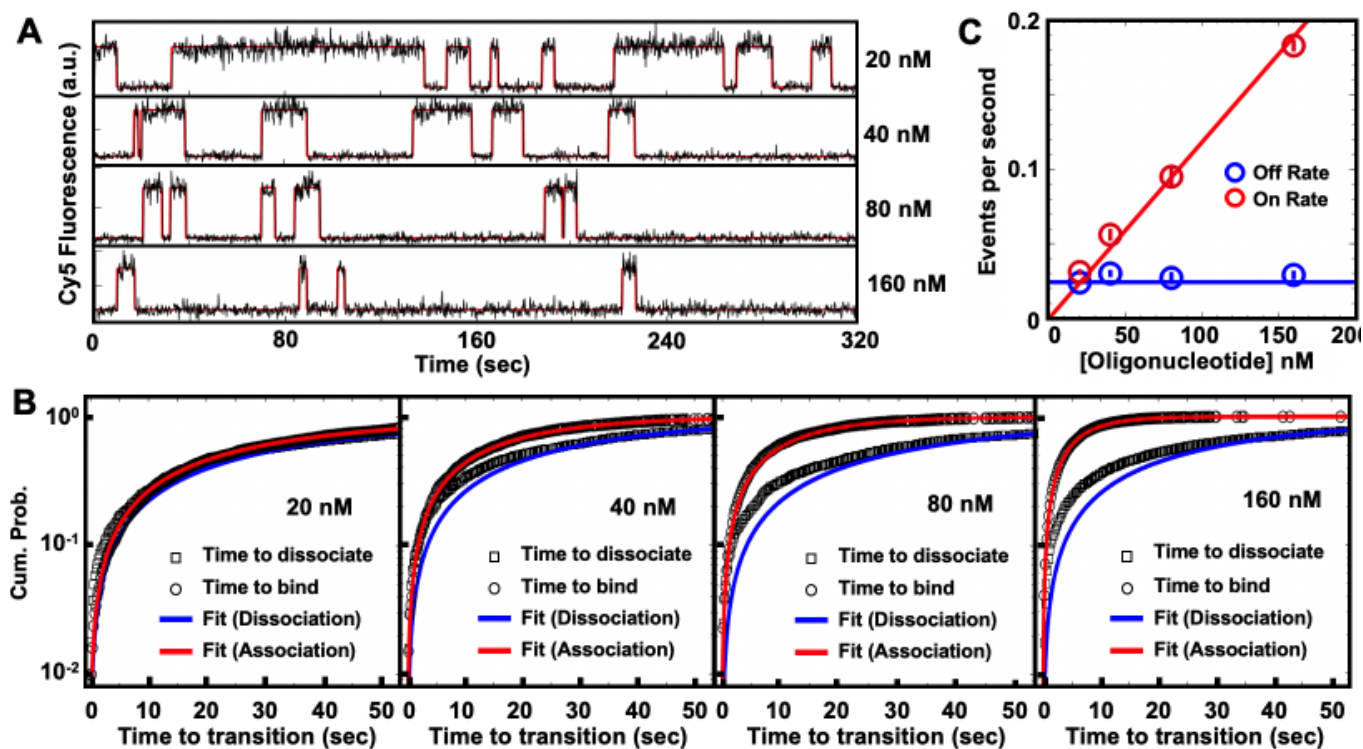 A
Cy5 Fluorescence (a.u.)
20 nM
40 nM
80 nM
160 nM
0 80 160 240 320
Time (sec)
C
Events per second
0.2
0.1
0
Off Rate
On Rate
0 50 100 150 200
[Oligonucleotide] nM
B
Cum. Prob.
10^0
10^-1
10^-2
20 nM
Time to dissociate
Time to bind
Fit (Dissociation)
Fit (Association)
0 10 20 30 40 50
Time to transition (sec)
40 nM
Time to dissociate
Time to bind
Fit (Dissociation)
Fit (Association)
0 10 20 30 40 50
Time to transition (sec)
80 nM
Time to dissociate
Time to bind
Fit (Dissociation)
Fit (Association)
0 10 20 30 40 50
Time to transition (sec)
160 nM
Time to dissociate
Time to bind
Fit (Dissociation)
Fit (Association)
0 10 20 30 40 50
Time to transition (sec)